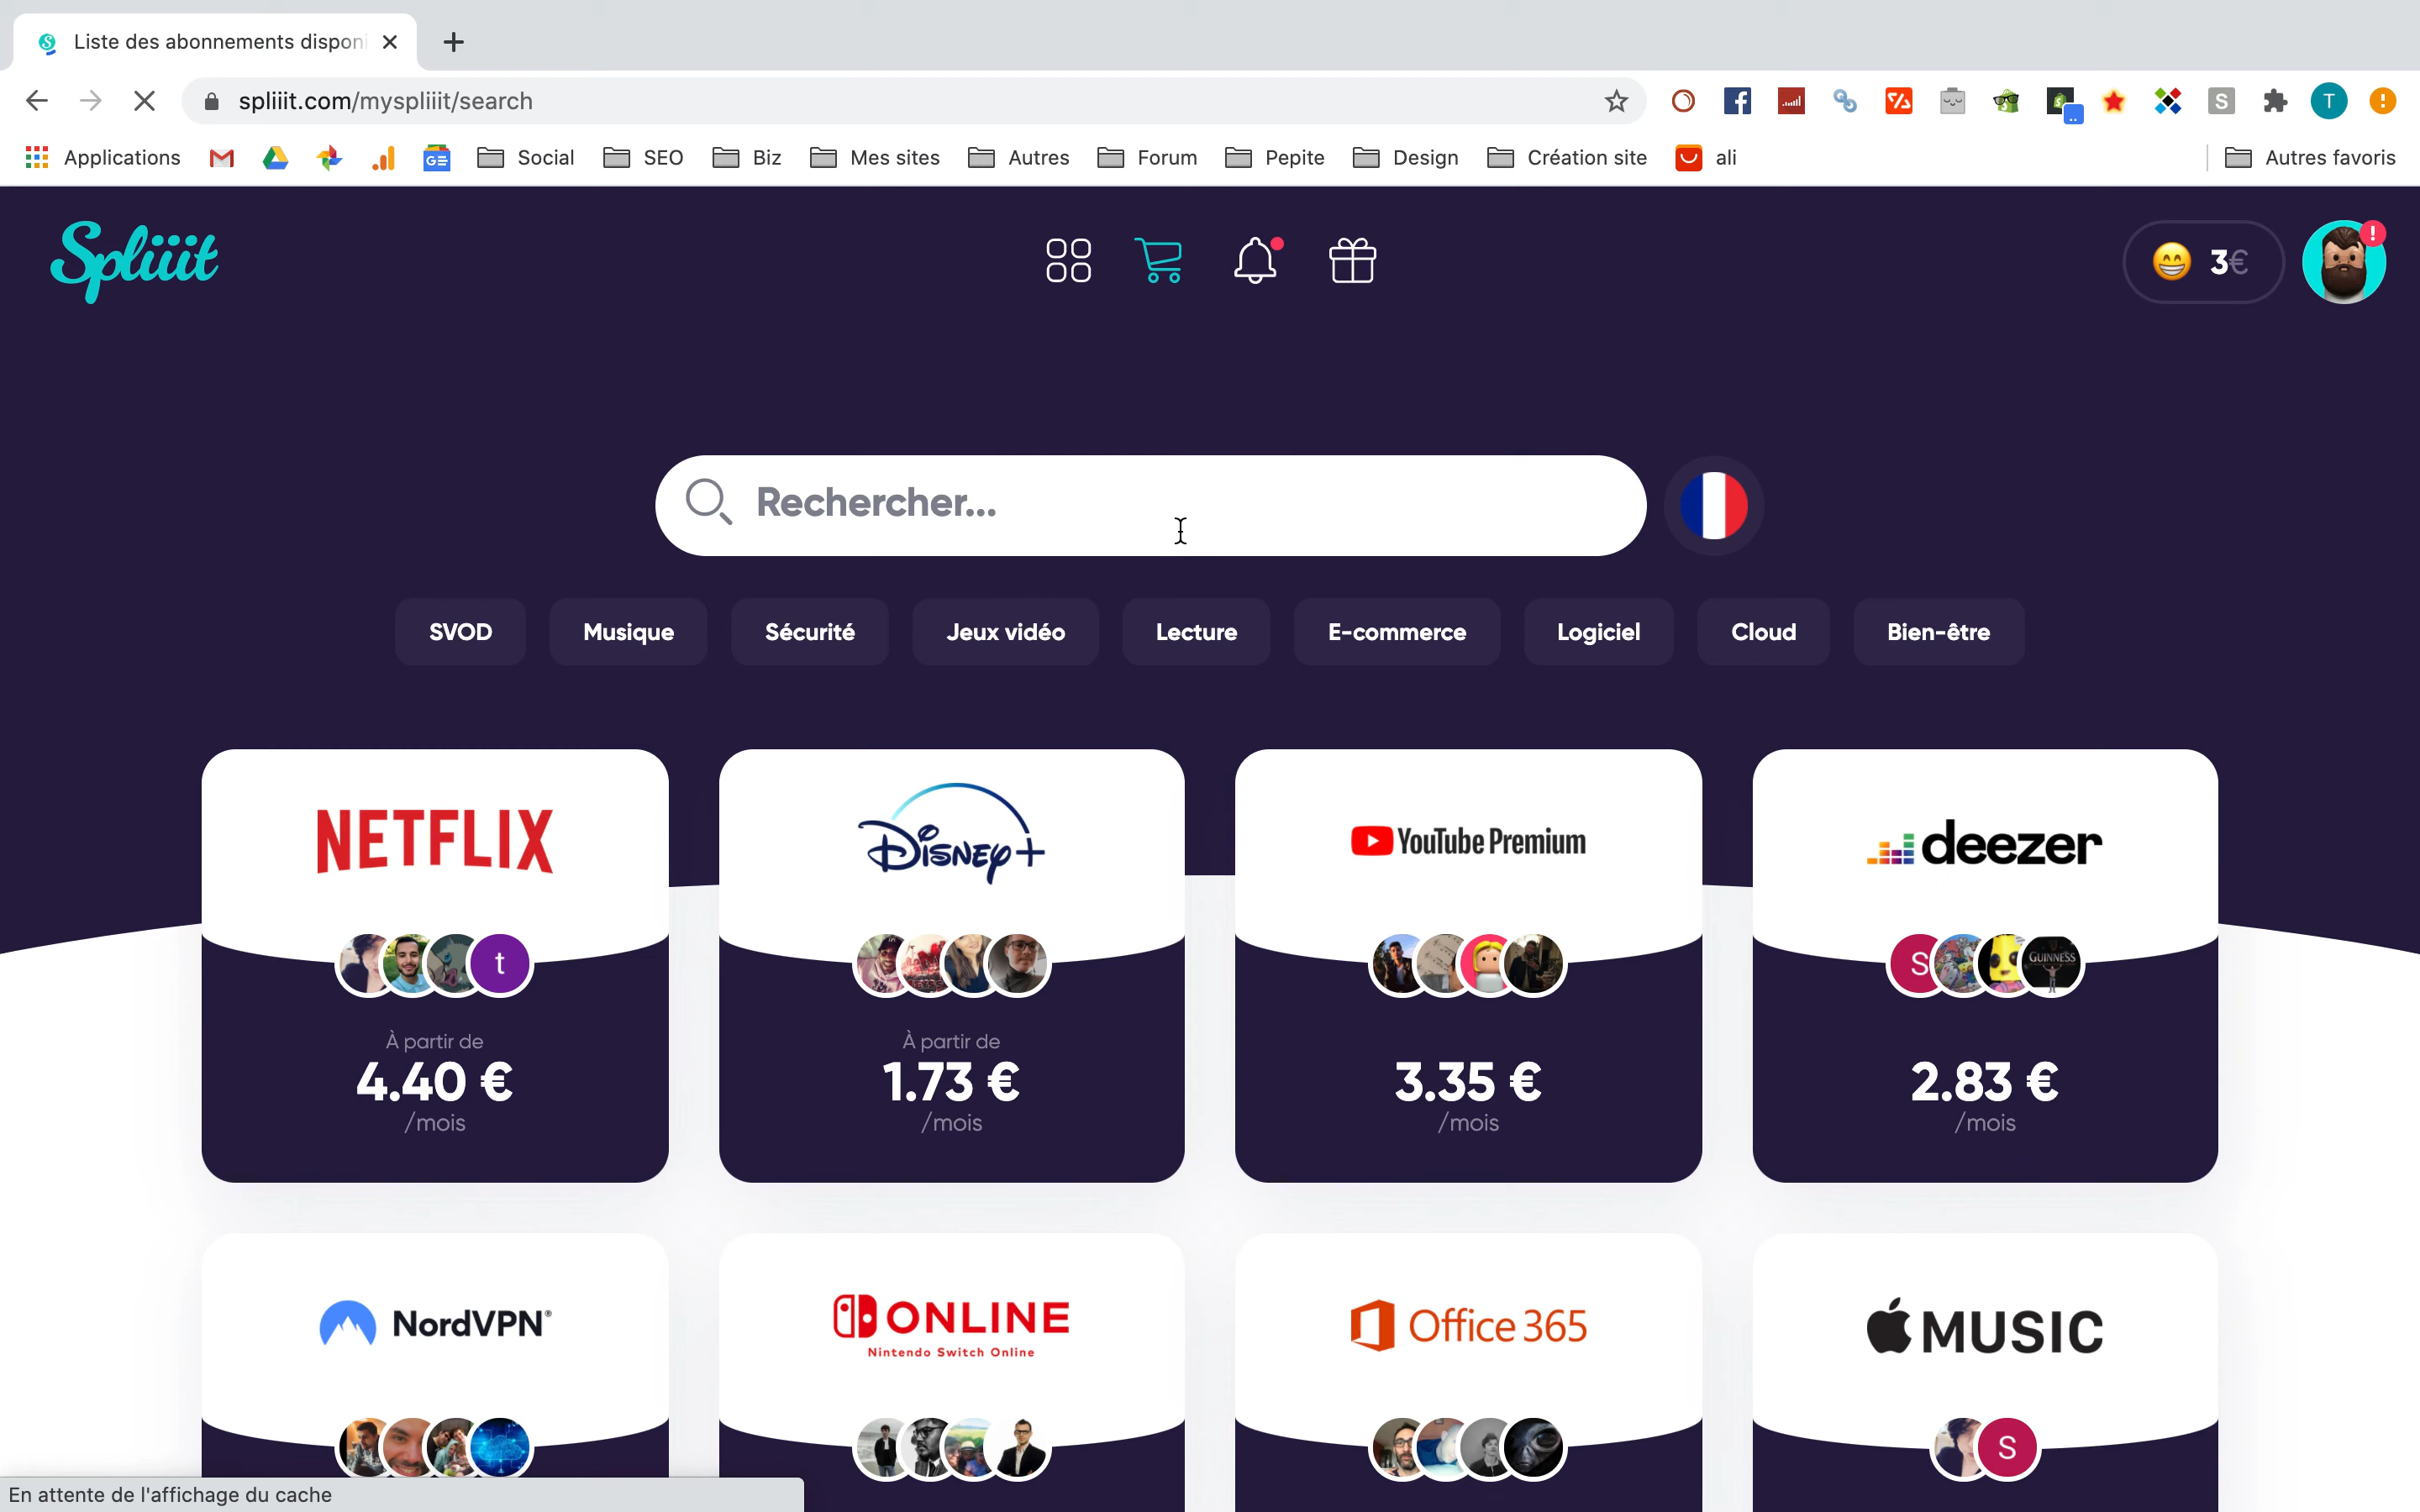 Liste des abonnements disponi
spliiit.com/myspliiit/search
S
T
Applications
GE
Social
SEO
Biz
Mes sites
Autres
Forum
Pepite
Design
Création site
ali
Autres favoris
Spliiit
3€
!
Rechercher...
SVOD
Musique
Sécurité
Jeux vidéo
Lecture
E-commerce
Logiciel
Cloud
Bien-être
NETFLIX
t
À partir de
4.40 €
/mois
Disney+
À partir de
1.73 €
/mois
YouTube Premium
3.35 €
/mois
deezer
S
GUINNESS
2.83 €
/mois
NordVPN®
ONLINE
Nintendo Switch Online
Office 365
MUSIC
S
En attente de l'affichage du cache